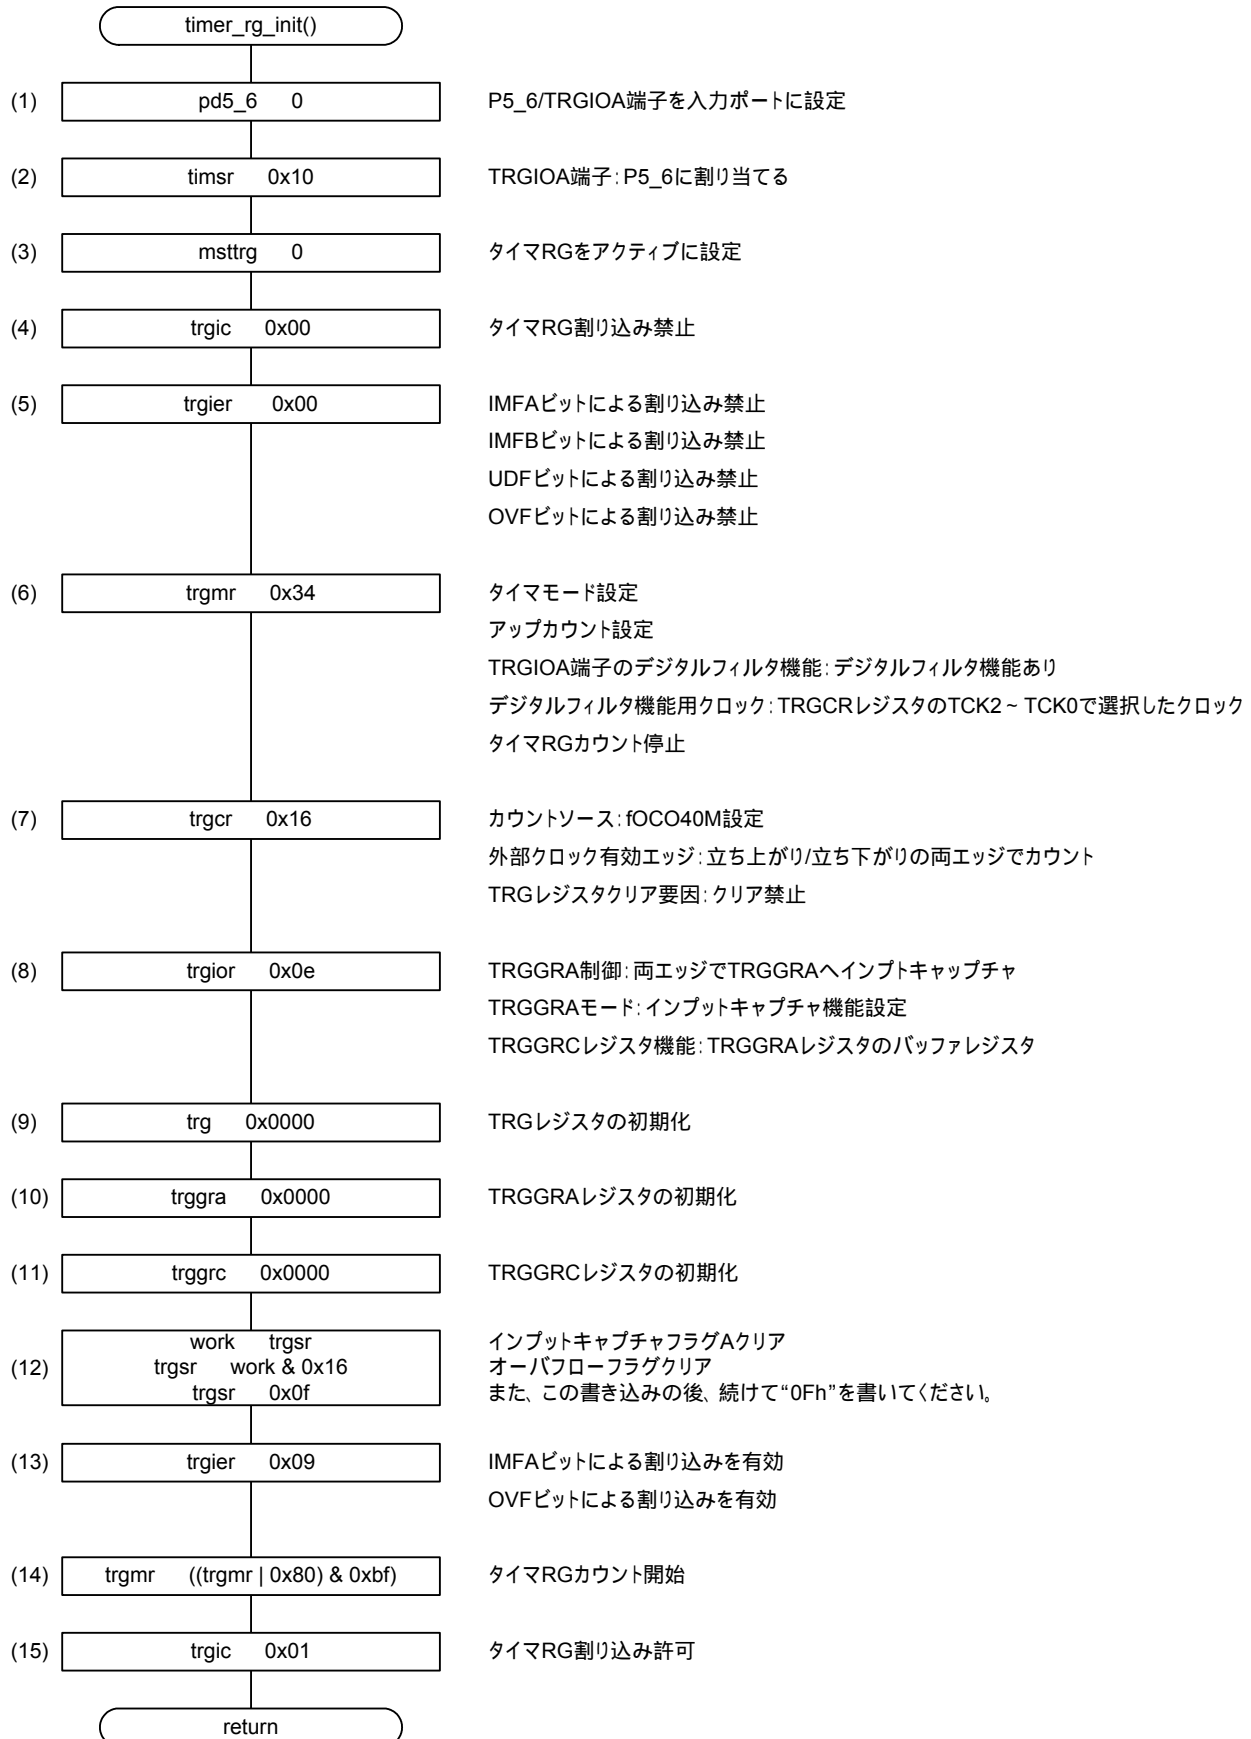 timer_rg_init()
(1) pd5_6 0 P5_6/TRGIOA端子を入力ポートに設定
(2) timsr 0x10 TRGIOA端子:P5_6に割り当てる
(3) msttrg 0 タイマRGをアクティブに設定
(4) trgic 0x00 タイマRG割り込み禁止
(5) trgier 0x00 IMFAビットによる割り込み禁止
IMFBビットによる割り込み禁止
UDFビットによる割り込み禁止
OVFビットによる割り込み禁止
(6) trgmr 0x34 タイマモード設定
アップカウント設定
TRGIOA端子のデジタルフィルタ機能:デジタルフィルタ機能あり
デジタルフィルタ機能用クロック:TRGCRレジスタのTCK2~TCK0で選択したクロック
タイマRGカウント停止
(7) trgcr 0x16 カウントソース:fOCO40M設定
外部クロック有効エッジ:立ち上がり/立ち下がりの両エッジでカウント
TRGレジスタクリア要因:クリア禁止
(8) trgior 0x0e TRGGRA制御:両エッジでTRGGRAへインプトキャップチャ
TRGGRAモード:インプットキャプチャ機能設定
TRGGRCレジスタ機能:TRGGRAレジスタのバッファレジスタ
(9) trg 0x0000 TRGレジスタの初期化
(10) trggra 0x0000 TRGGRAレジスタの初期化
(11) trggrc 0x0000 TRGGRCレジスタの初期化
work trgsr インプットキャプチャフラグAクリア
(12) trgsr work & 0x16 オーバフローフラグクリア
trgsr 0x0f また、この書き込みの後、続けて“0Fh”を書いてください。
(13) trgier 0x09 IMFAビットによる割り込みを有効
OVFビットによる割り込みを有効
(14) trgmr ((trgmr | 0x80) & 0xbf) タイマRGカウント開始
(15) trgic 0x01 タイマRG割り込み許可
return